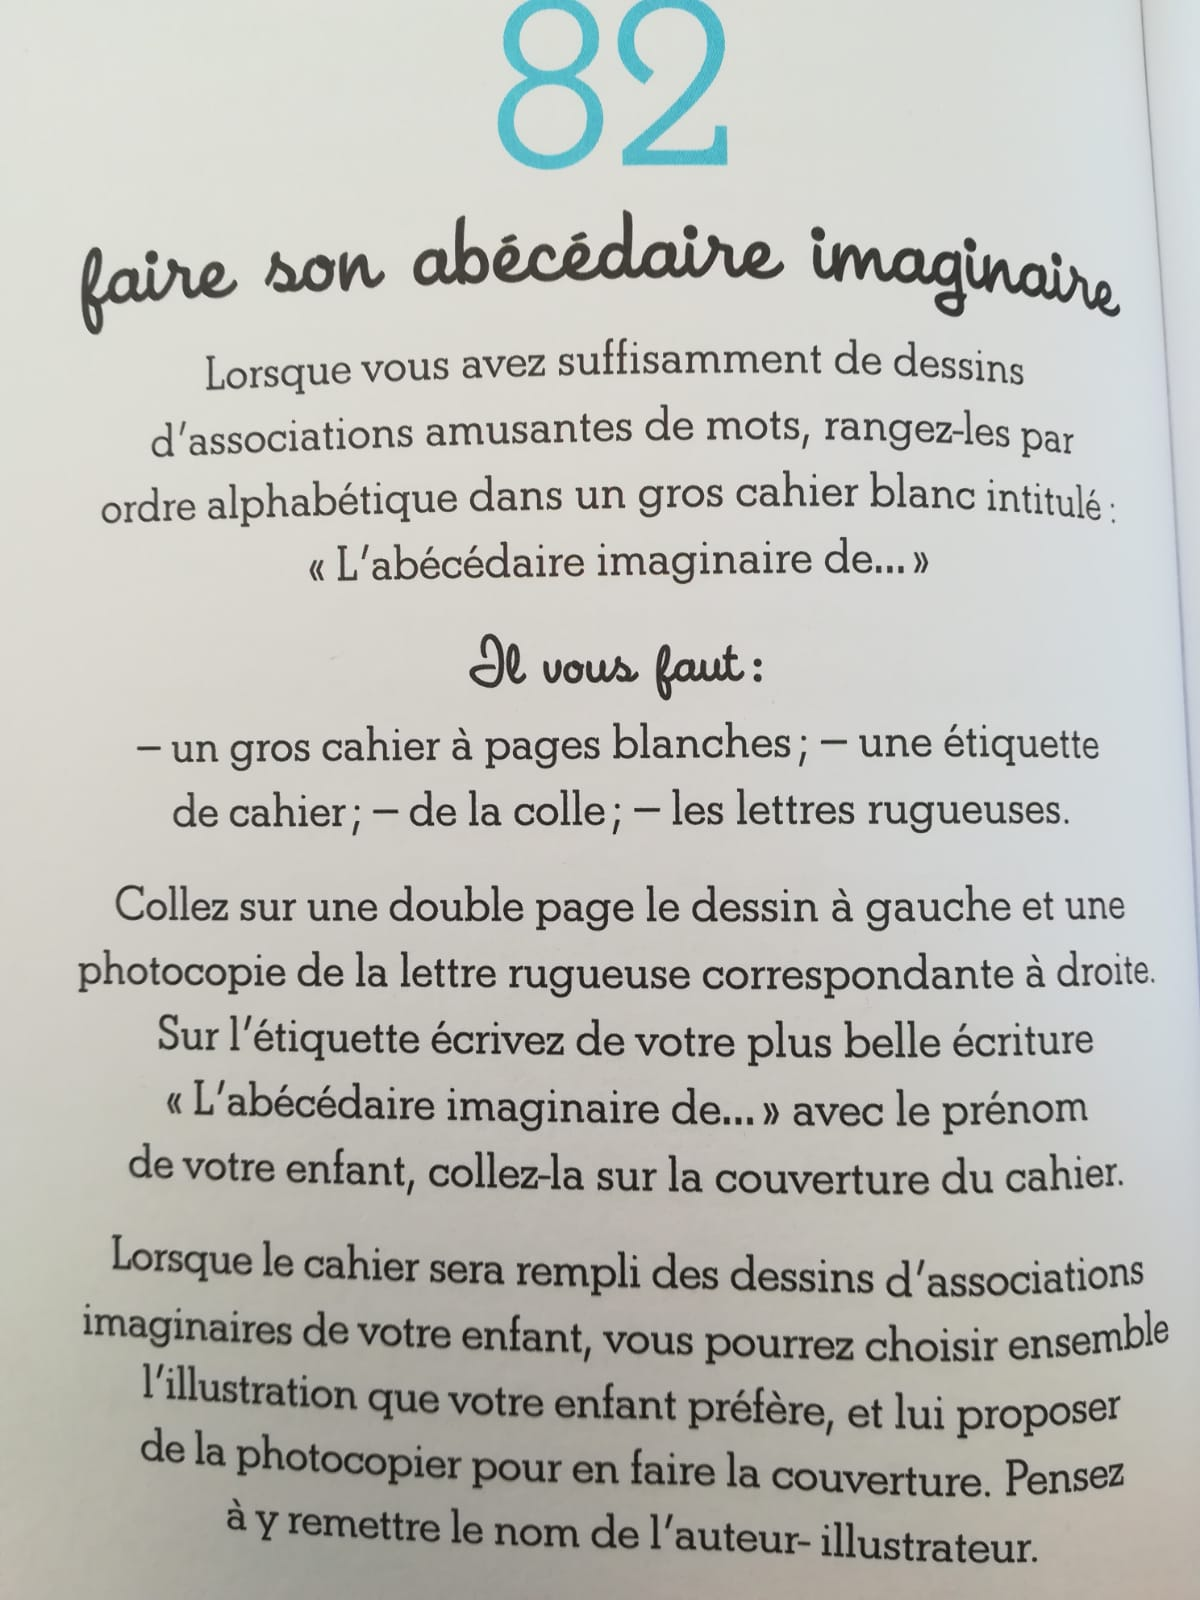 82
faire son abécédaire imaginaire
Lorsque vous avez suffisamment de dessins
d'associations amusantes de mots, rangez-les par
ordre alphabétique dans un gros cahier blanc intitulé :
« L'abécédaire imaginaire de... »
Il vous faut :
– un gros cahier à pages blanches ; – une étiquette
de cahier ; – de la colle ; – les lettres rugueuses.
Collez sur une double page le dessin à gauche et une
photocopie de la lettre rugueuse correspondante à droite.
Sur l'étiquette écrivez de votre plus belle écriture
« L'abécédaire imaginaire de... » avec le prénom
de votre enfant, collez-la sur la couverture du cahier.
Lorsque le cahier sera rempli des dessins d'associations
imaginaires de votre enfant, vous pourrez choisir ensemble
l'illustration que votre enfant préfère, et lui proposer
de la photocopier pour en faire la couverture. Pensez
à y remettre le nom de l'auteur- illustrateur.